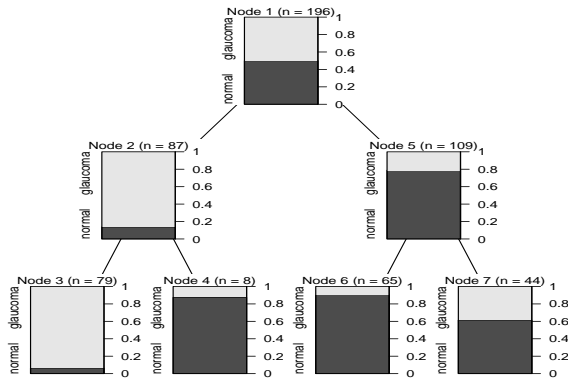 Node 1 (n = 196)
glaucoma
normal
1
0.8
0.6
0.4
0.2
0
Node 2 (n = 87)
glaucoma
normal
1
0.8
0.6
0.4
0.2
0
Node 5 (n = 109)
glaucoma
normal
1
0.8
0.6
0.4
0.2
0
Node 3 (n = 79)
glaucoma
normal
1
0.8
0.6
0.4
0.2
0
Node 4 (n = 8)
glaucoma
normal
1
0.8
0.6
0.4
0.2
0
Node 6 (n = 65)
glaucoma
normal
1
0.8
0.6
0.4
0.2
0
Node 7 (n = 44)
glaucoma
normal
1
0.8
0.6
0.4
0.2
0